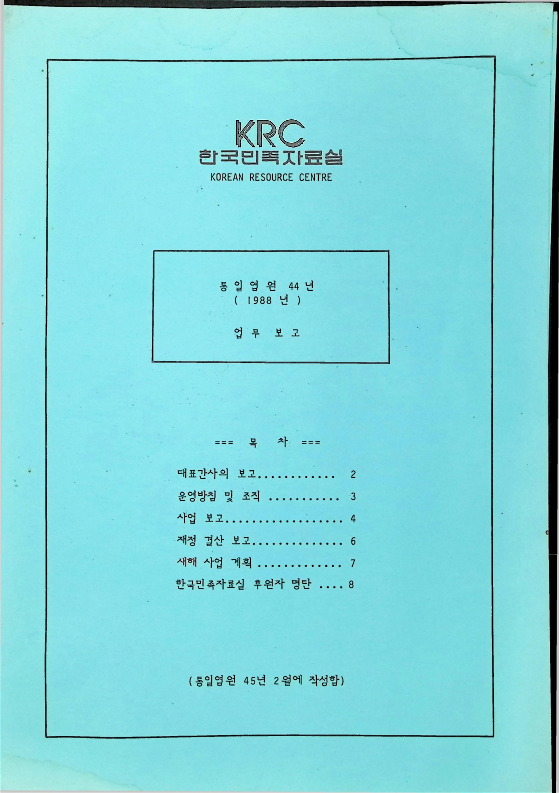 KRC
한국민족자료실
KOREAN RESOURCE CENTRE
통일염원 44년
( 1988 년 )
업무 보고
=== 목 차 ===
대표간사의 보고............ 2
운영방침 및 조직 ........... 3
사업 보고.................. 4
재정 결산 보고.............. 6
새해 사업 계획 ............. 7
한국민족자료실 후원자 명단 .... 8
(통일염원 45년 2월에 작성함)